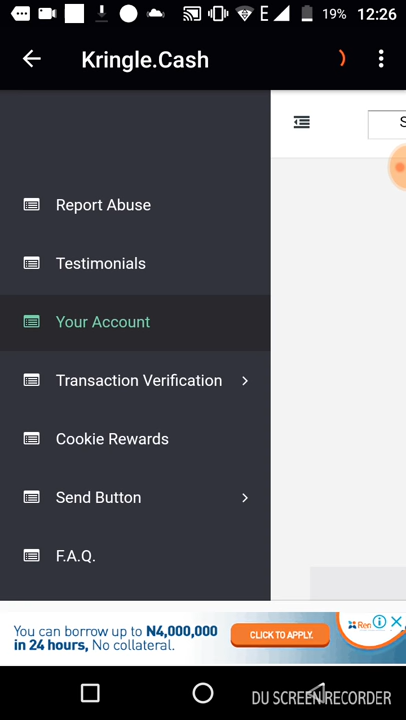 E 19% 12:26
Kringle.Cash
S
Report Abuse
Testimonials
Your Account
Transaction Verification
Cookie Rewards
Send Button
F.A.Q.
You can borrow up to N4,000,000
in 24 hours, No collateral.
CLICK TO APPLY.
Ren
DU SCREEN RECORDER